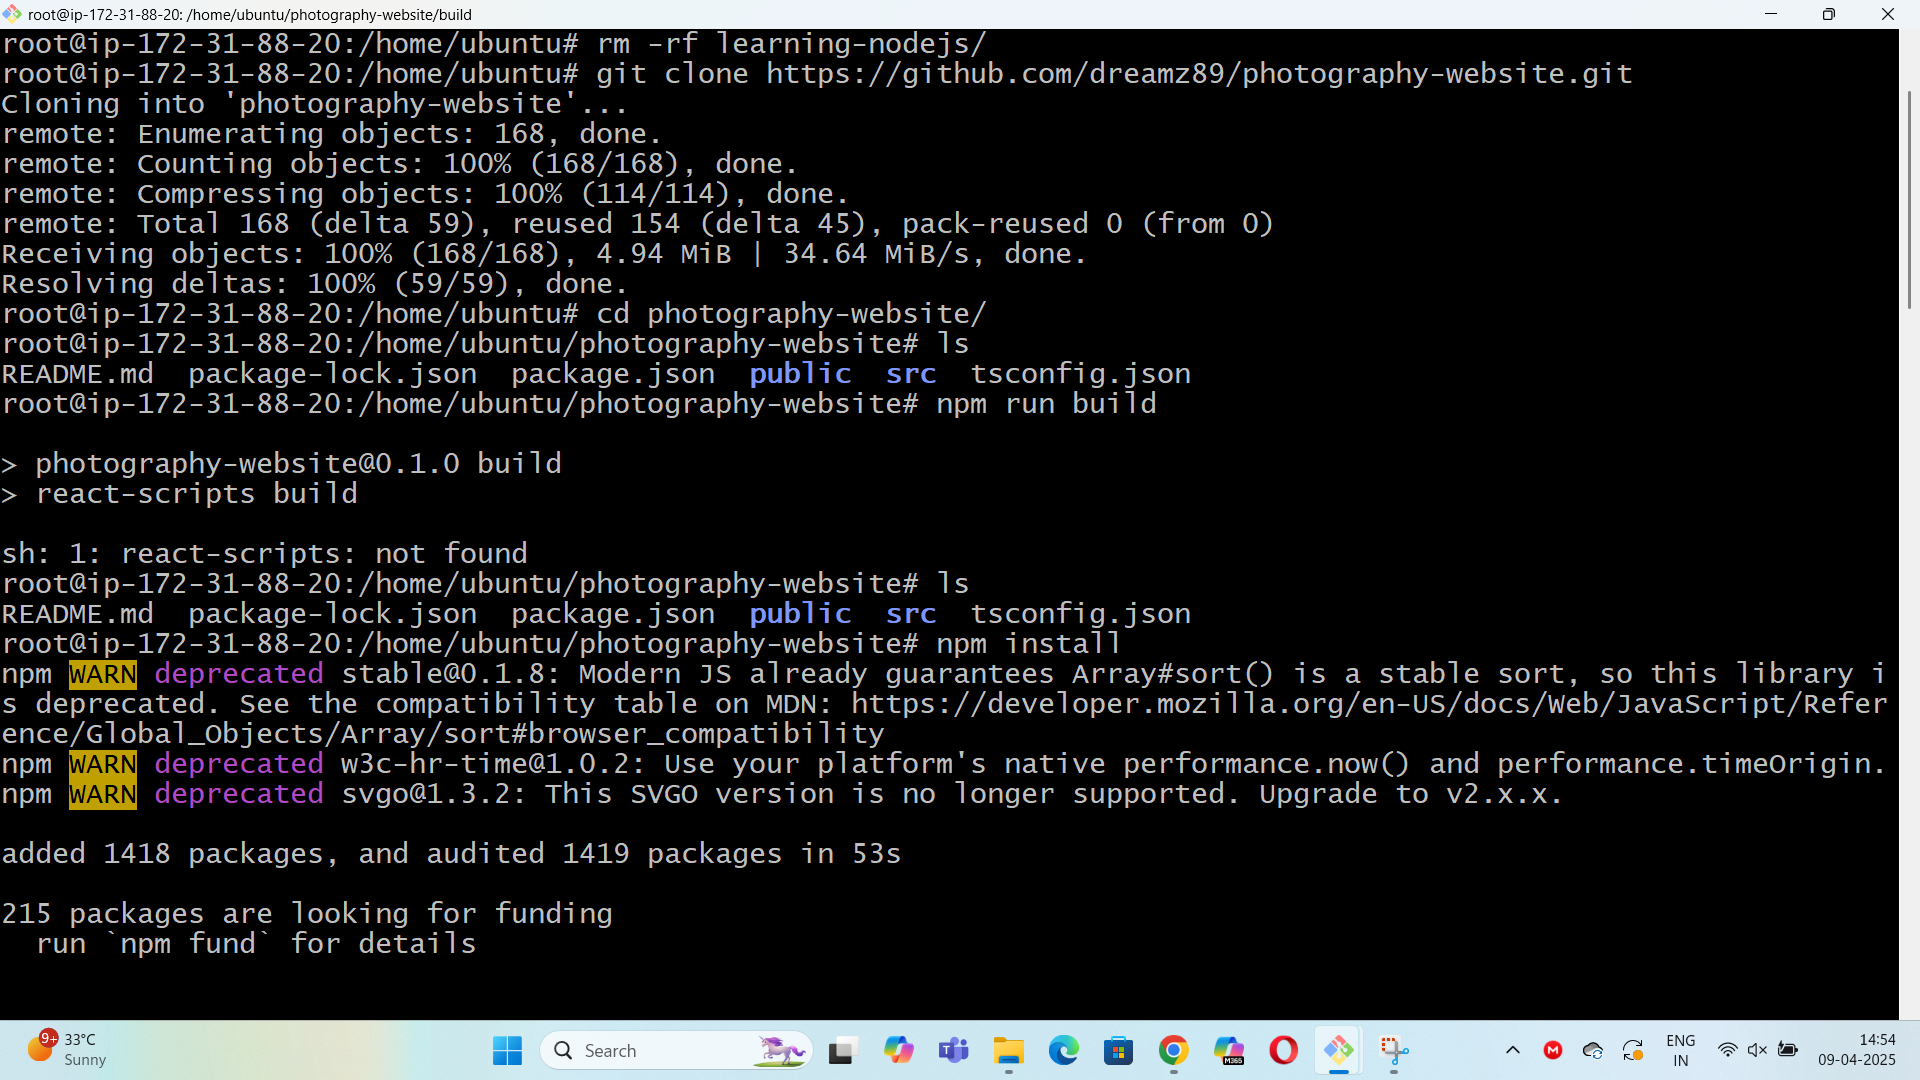 root@ip-172-31-88-20: /home/ubuntu/photography-website/build
root@ip-172-31-88-20:/home/ubuntu# rm -rf learning-nodejs/
root@ip-172-31-88-20:/home/ubuntu# git clone https://github.com/dreamz89/photography-website.git
Cloning into 'photography-website'...
remote: Enumerating objects: 168, done.
remote: Counting objects: 100% (168/168), done.
remote: Compressing objects: 100% (114/114), done.
remote: Total 168 (delta 59), reused 154 (delta 45), pack-reused 0 (from 0)
Receiving objects: 100% (168/168), 4.94 MiB | 34.64 MiB/s, done.
Resolving deltas: 100% (59/59), done.
root@ip-172-31-88-20:/home/ubuntu# cd photography-website/
root@ip-172-31-88-20:/home/ubuntu/photography-website# ls
README.md  package-lock.json  package.json  public  src  tsconfig.json
root@ip-172-31-88-20:/home/ubuntu/photography-website# npm run build
> photography-website@0.1.0 build
> react-scripts build
sh: 1: react-scripts: not found
root@ip-172-31-88-20:/home/ubuntu/photography-website# ls
README.md  package-lock.json  package.json  public  src  tsconfig.json
root@ip-172-31-88-20:/home/ubuntu/photography-website# npm install
npm WARN deprecated stable@0.1.8: Modern JS already guarantees Array#sort() is a stable sort, so this library i
s deprecated. See the compatibility table on MDN: https://developer.mozilla.org/en-US/docs/Web/JavaScript/Refer
ence/Global_Objects/Array/sort#browser_compatibility
npm WARN deprecated w3c-hr-time@1.0.2: Use your platform's native performance.now() and performance.timeOrigin.
npm WARN deprecated svgo@1.3.2: This SVGO version is no longer supported. Upgrade to v2.x.x.
added 1418 packages, and audited 1419 packages in 53s
215 packages are looking for funding
  run `npm fund` for details
9+
33°C
Sunny
Search
M365
M
ENG
IN
14:54
09-04-2025